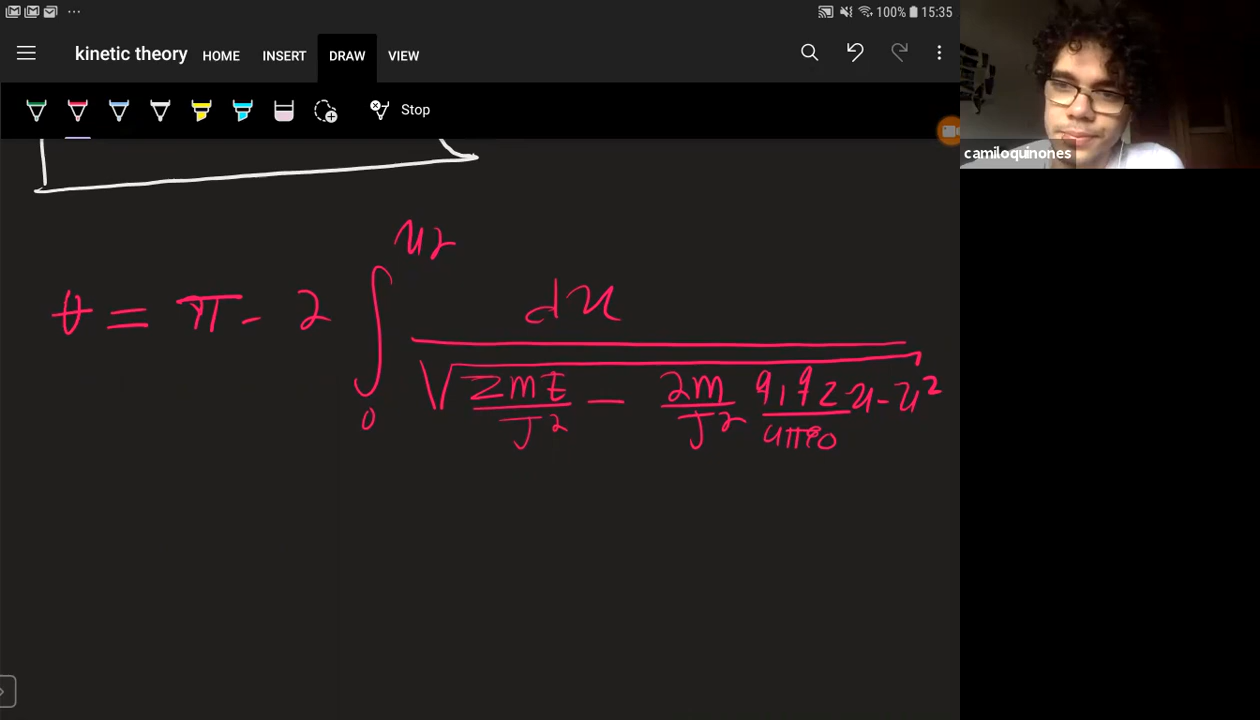 100% 15:35
kinetic theory HOME INSERT DRAW VIEW
Stop
camiloquinones
θ = π - 2 ∫₀^{u₂} du / √(2mE/J² - 2m/J² q₁q₂/4πε₀ u - u²)